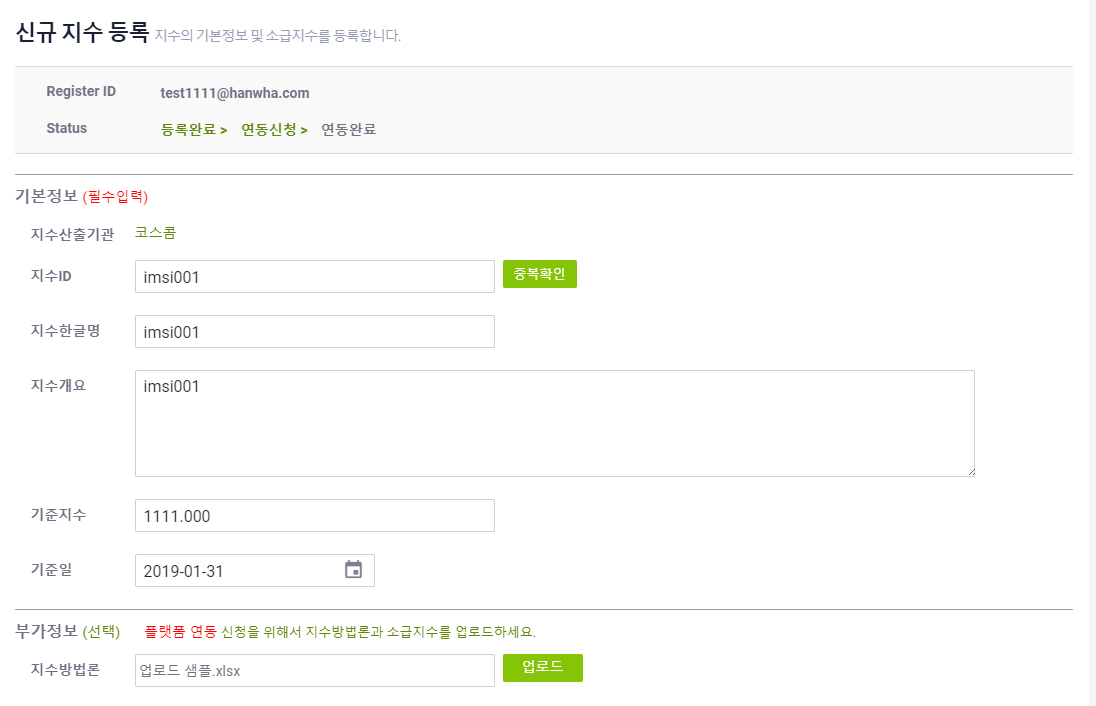 신규 지수 등록 지수의 기본정보 및 소급지수를 등록합니다.
Register ID test1111@hanwha.com
Status 등록완료 > 연동신청 > 연동완료
기본정보 (필수입력)
지수산출기관 코스콤
지수ID imsi001 중복확인
지수한글명 imsi001
지수개요 imsi001
기준지수 1111.000
기준일 2019-01-31
부가정보 (선택) 플랫폼 연동 신청을 위해서 지수방법론과 소급지수를 업로드하세요.
지수방법론 업로드 샘플.xlsx 업로드